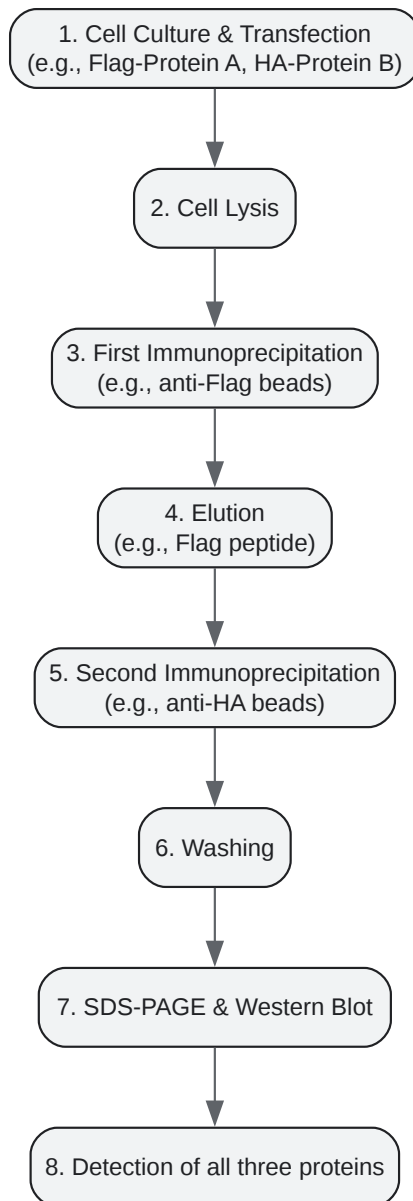 1. Cell Culture & Transfection
(e.g., Flag-Protein A, HA-Protein B)
2. Cell Lysis
3. First Immunoprecipitation
(e.g., anti-Flag beads)
4. Elution
(e.g., Flag peptide)
5. Second Immunoprecipitation
(e.g., anti-HA beads)
6. Washing
7. SDS-PAGE & Western Blot
8. Detection of all three proteins